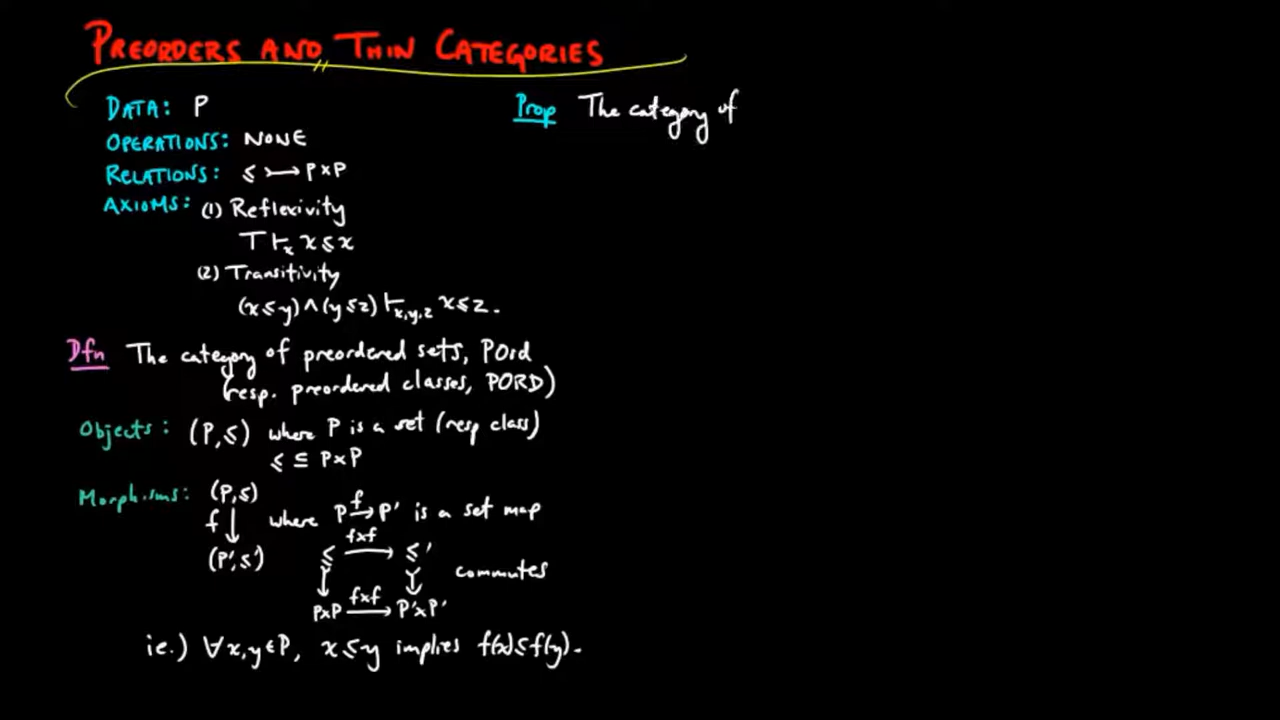 PREORDERS AND THIN CATEGORIES
DATA: P
OPERATIONS: NONE
RELATIONS: ≤ ↣ P×P
AXIOMS: (1) Reflexivity
⊤ ⊢ₓ x ≤ x
(2) Transitivity
(x ≤ y) ∧ (y ≤ z) ⊢x,y,z x ≤ z.
Dfn The category of preordered sets, POrd
(resp. preordered classes, PORD)
Objects: (P, ≤) where P is a set (resp class)
≤ ⊆ P×P
Morphisms: (P, ≤)
f ↓ where P →f P' is a set map
(P', ≤')
f×f
≤ → ≤'
↓ ↓ commutes
f×f
P×P → P'×P'
ie.) ∀x,y ∈ P, x ≤ y implies f(x) ≤ f(y).
Prop The category of